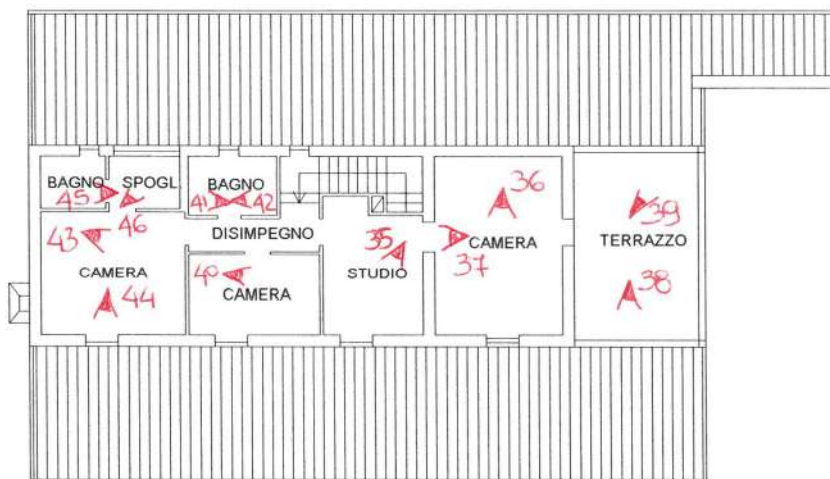 36
BAGNO
SPOGL.
BAGNO
45
41
42
39
46
43
DISIMPEGNO
35
CAMERA
TERRAZZO
37
CAMERA
40
STUDIO
38
44
CAMERA